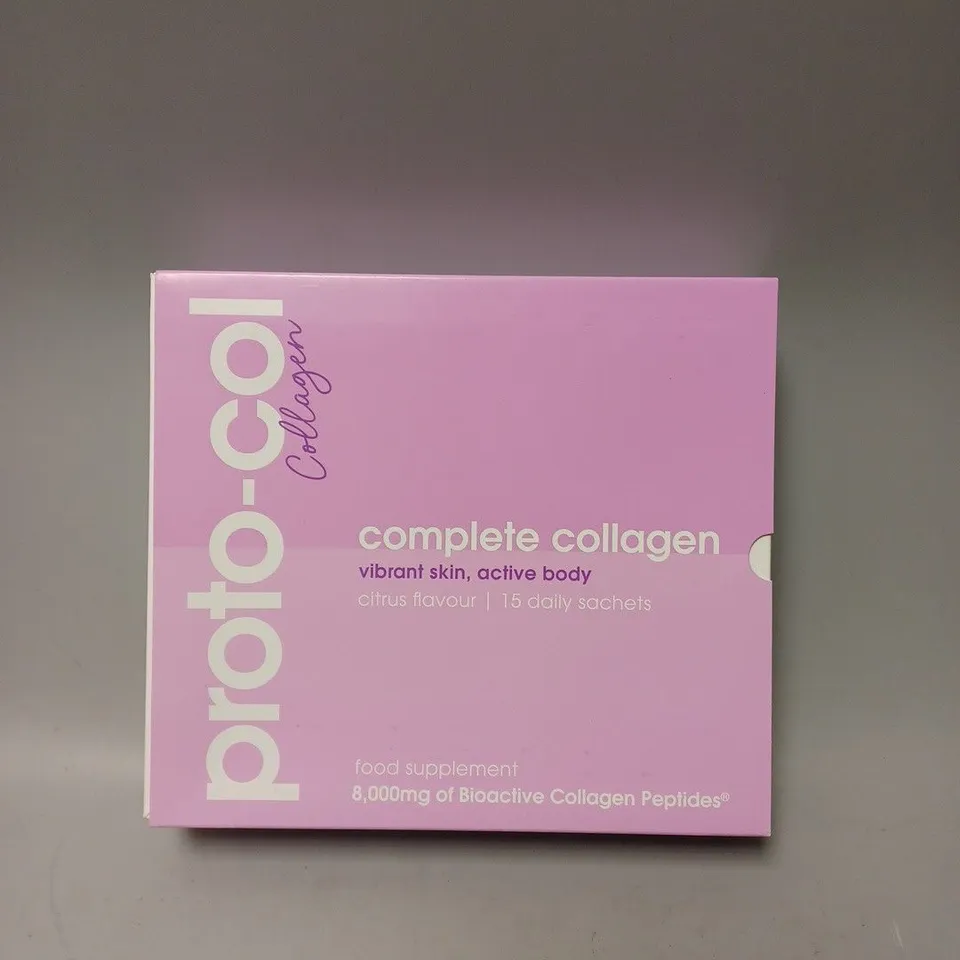 proto-col
Collagen
complete collagen
vibrant skin, active body
citrus flavour | 15 daily sachets
food supplement
8,000mg of Bioactive Collagen Peptides®